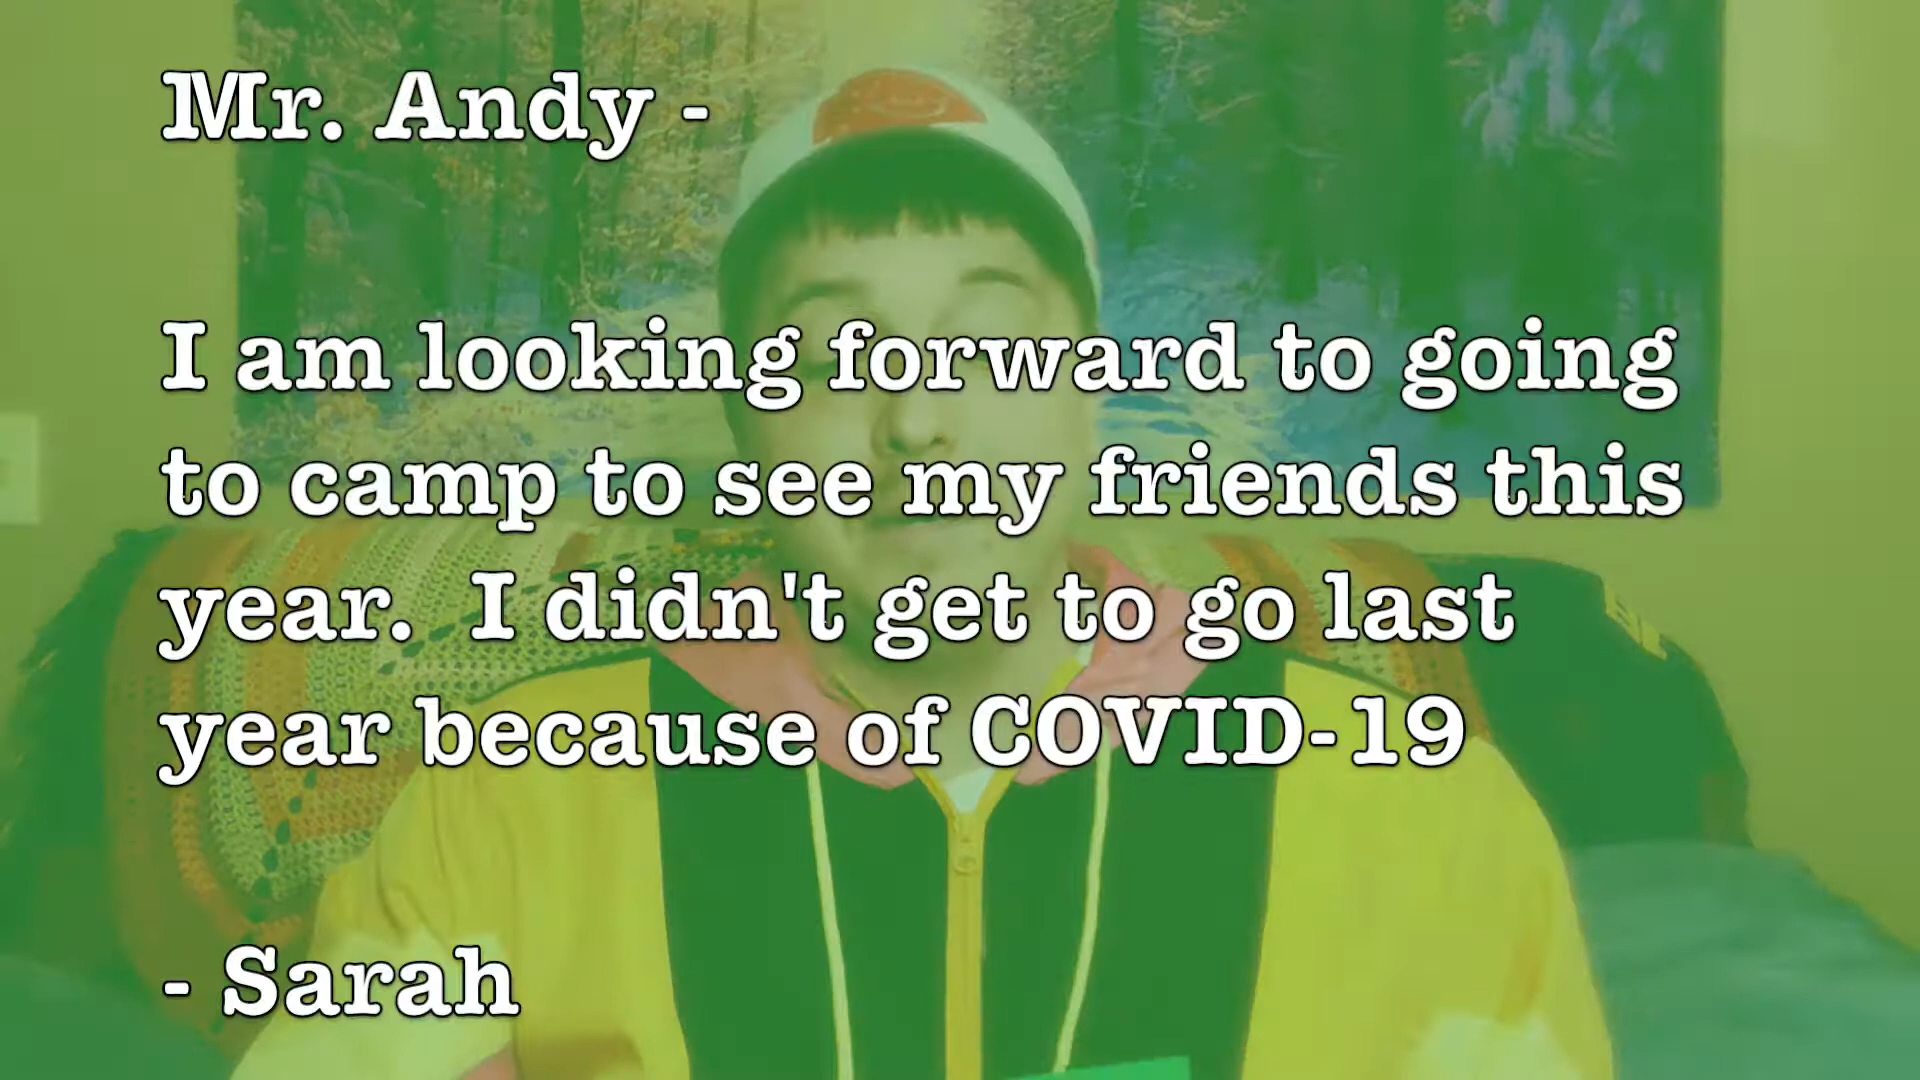 Mr. Andy -
I am looking forward to going
to camp to see my friends this
year.  I didn't get to go last
year because of COVID-19
- Sarah